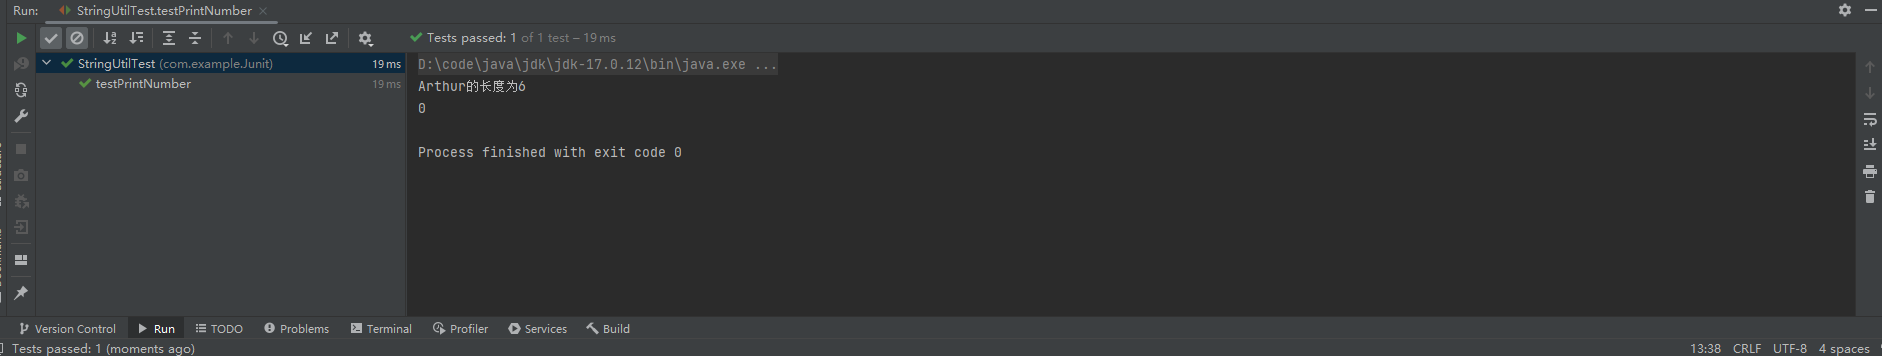 Run: StringUtilTest.testPrintNumber
Tests passed: 1 of 1 test – 19 ms
StringUtilTest (com.example.Junit) 19 ms
testPrintNumber 19 ms
D:\code\java\jdk\jdk-17.0.12\bin\java.exe ...
Arthur的长度为6
0
Process finished with exit code 0
Version Control Run TODO Problems Terminal Profiler Services Build
Tests passed: 1 (moments ago) 13:38 CRLF UTF-8 4 spaces